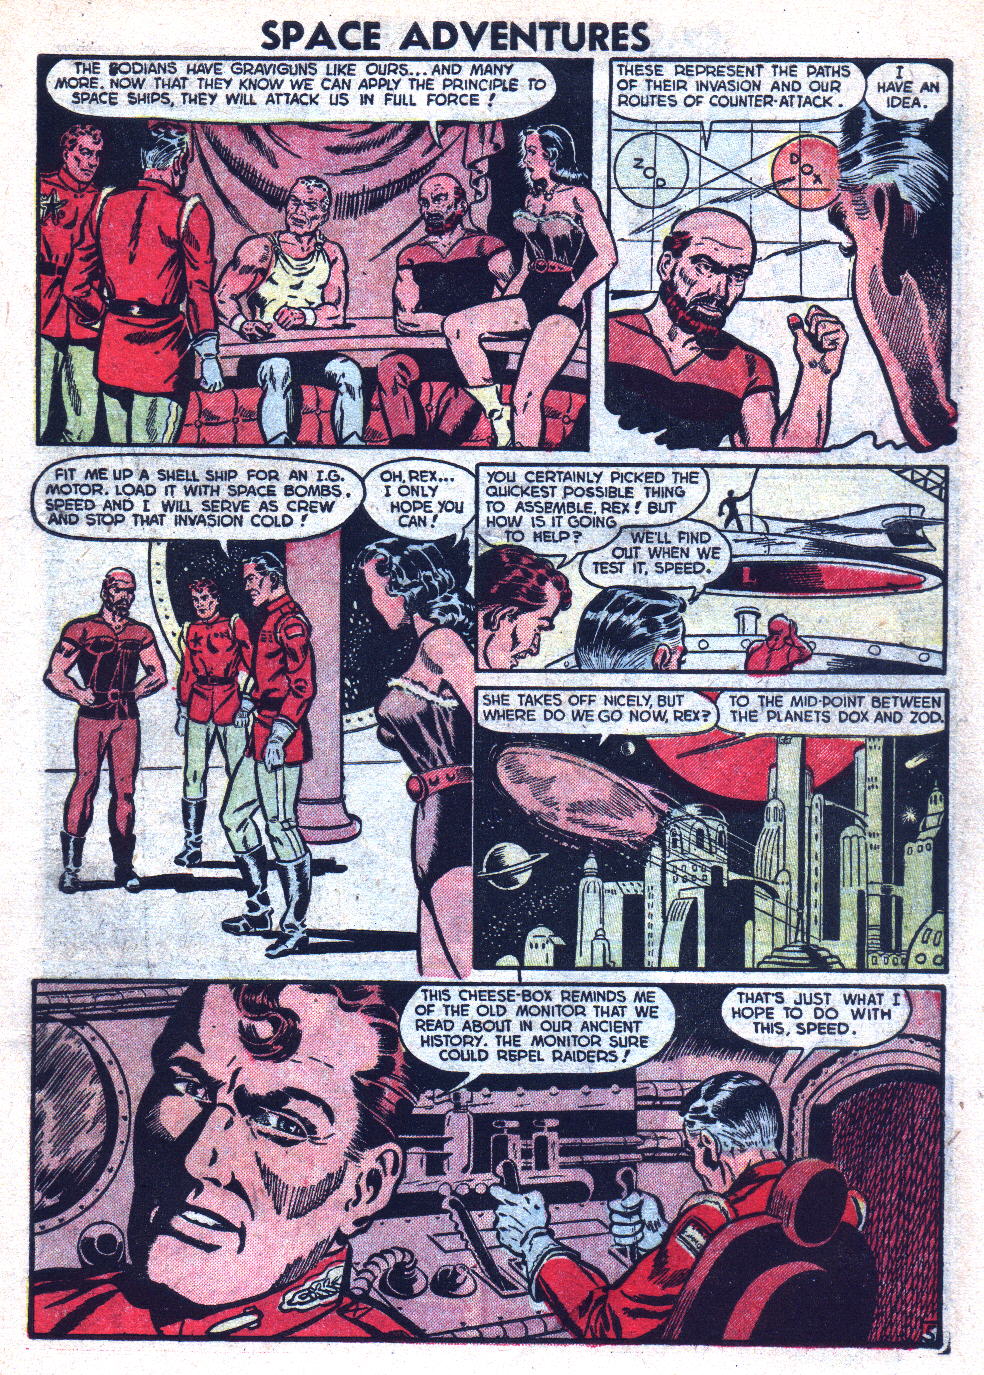 SPACE ADVENTURES
THE BODIANS HAVE GRAVIGUNS LIKE OURS... AND MANY
MORE. NOW THAT THEY KNOW WE CAN APPLY THE PRINCIPLE TO
SPACE SHIPS, THEY WILL ATTACK US IN FULL FORCE!
THESE REPRESENT THE PATHS
OF THEIR INVASION AND OUR
ROUTES OF COUNTER-ATTACK.
I
HAVE AN
IDEA.
ZOD
DOX
FIT ME UP A SHELL SHIP FOR AN I.G.
MOTOR. LOAD IT WITH SPACE BOMBS.
SPEED AND I WILL SERVE AS CREW
AND STOP THAT INVASION COLD!
OH, REX...
I ONLY
HOPE YOU
CAN!
YOU CERTAINLY PICKED THE
QUICKEST POSSIBLE THING
TO ASSEMBLE, REX! BUT
HOW IS IT GOING
TO HELP?
WE'LL FIND
OUT WHEN WE
TEST IT, SPEED.
L
SHE TAKES OFF NICELY, BUT
WHERE DO WE GO NOW, REX?
TO THE MID-POINT BETWEEN
THE PLANETS DOX AND ZOD.
THIS CHEESE-BOX REMINDS ME
OF THE OLD MONITOR THAT WE
READ ABOUT IN OUR ANCIENT
HISTORY. THE MONITOR SURE
COULD REPEL RAIDERS!
THAT'S JUST WHAT I
HOPE TO DO WITH
THIS, SPEED.
5